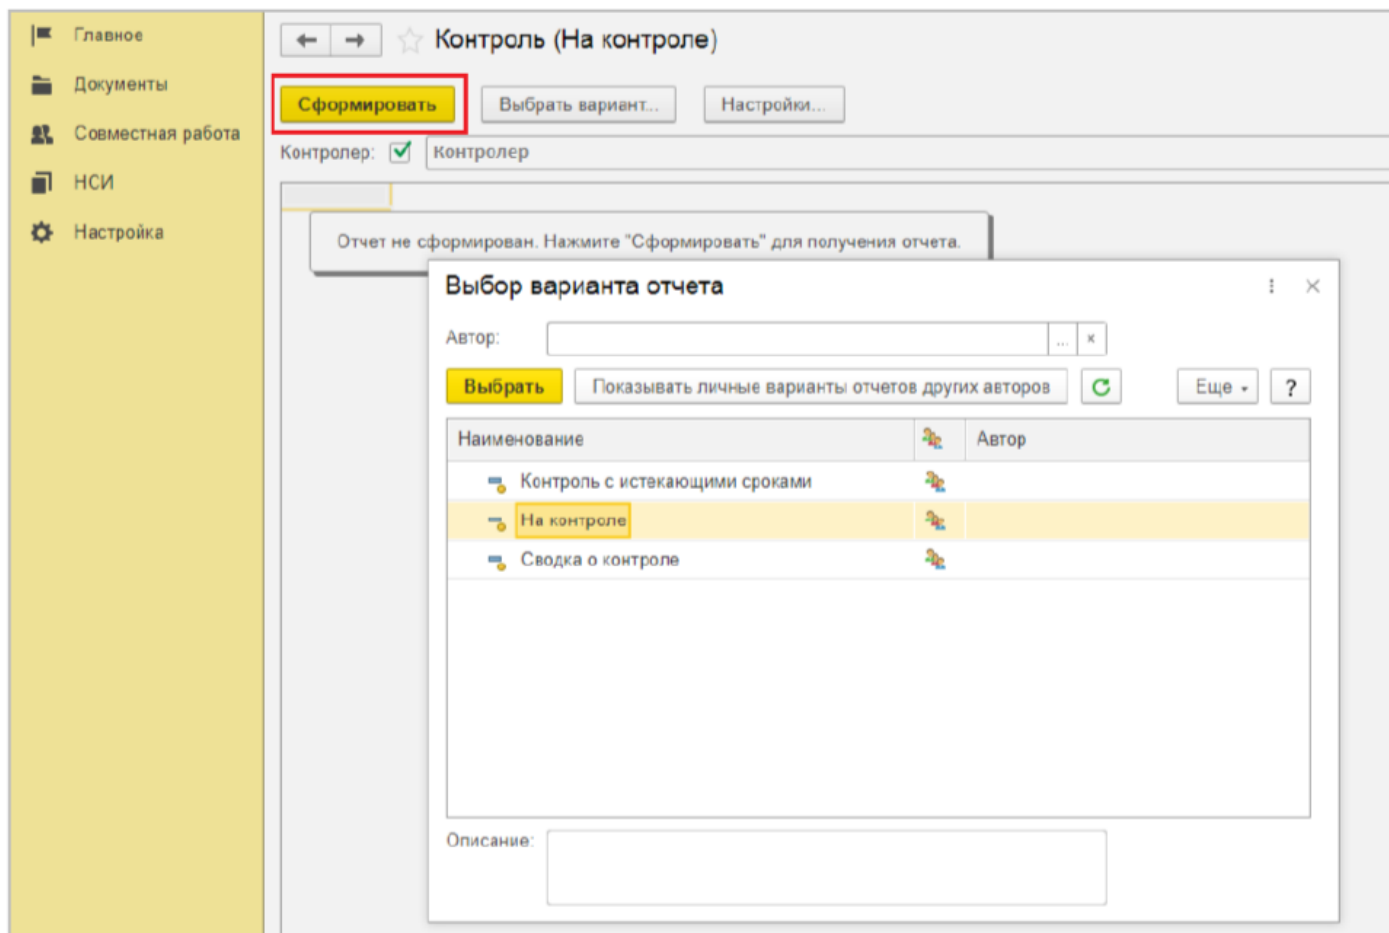 Главное
Документы
Совместная работа
НСИ
Настройка
Контроль (На контроле)
Сформировать
Выбрать вариант...
Настройки...
Контролер:
Контролер
Отчет не сформирован. Нажмите "Сформировать" для получения отчета.
Выбор варианта отчета
Автор:
...
Выбрать
Показывать личные варианты отчетов других авторов
Еще
?
Наименование
Автор
Контроль с истекающими сроками
На контроле
Сводка о контроле
Описание: